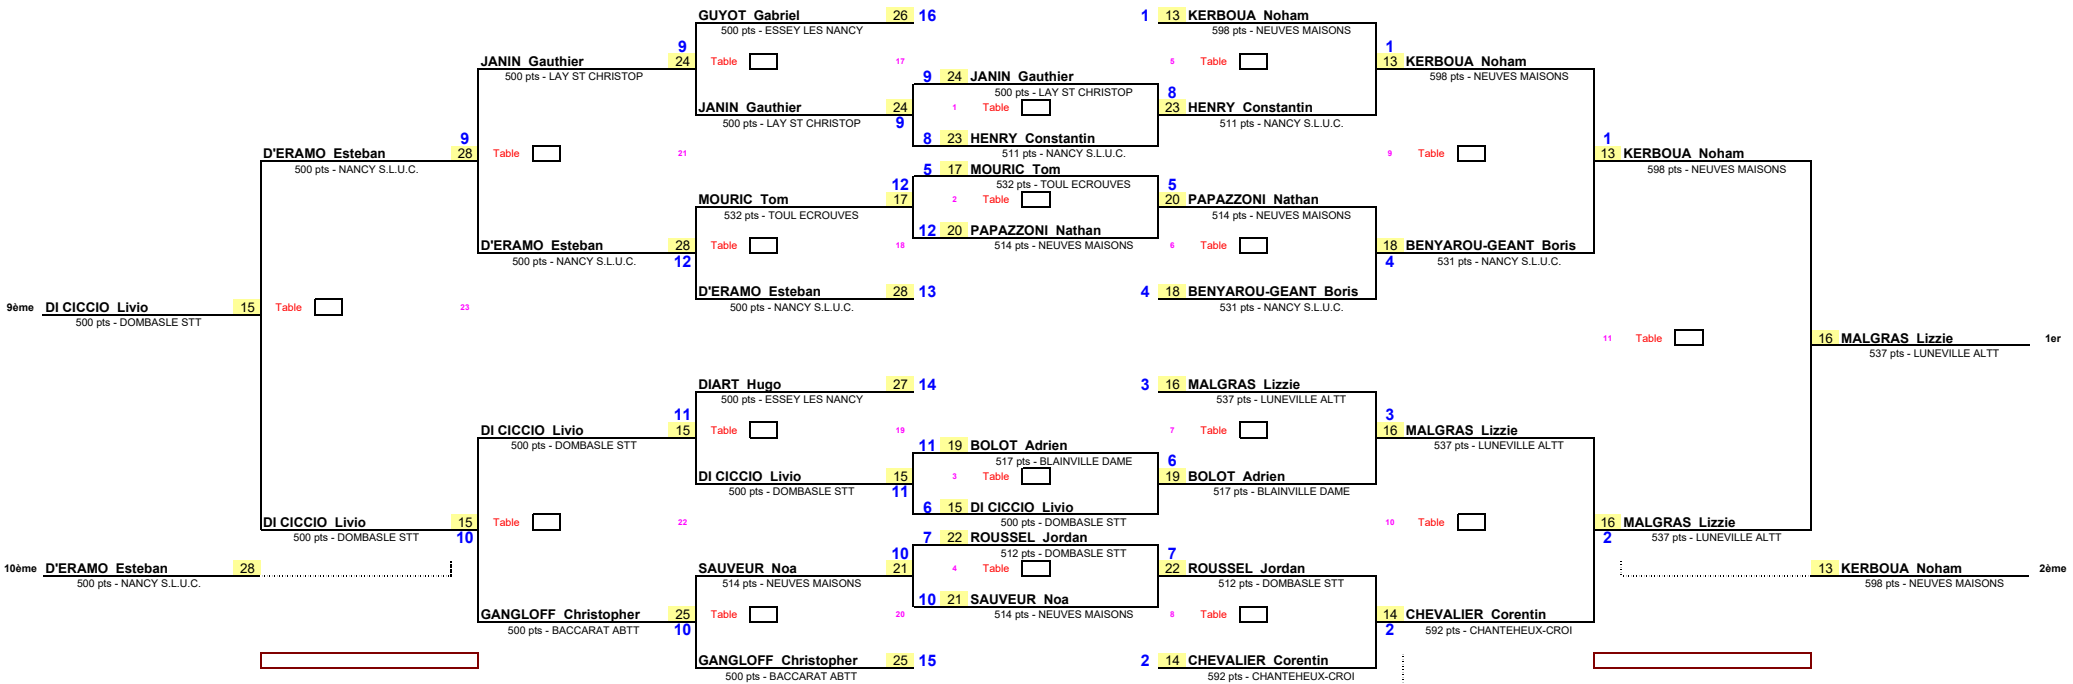 GUYOT Gabriel 26 16 1 13 KERBOUA Noham
500 pts - ESSEY LES NANCY 598 pts - NEUVES MAISONS
9 1
JANIN Gauthier 24 Table 17 5 Table 13 KERBOUA Noham
500 pts - LAY ST CHRISTOP 9 24 JANIN Gauthier 598 pts - NEUVES MAISONS
500 pts - LAY ST CHRISTOP 8
JANIN Gauthier 24 1 Table 23 HENRY Constantin
500 pts - LAY ST CHRISTOP 9 511 pts - NANCY S.L.U.C.
9 8 23 HENRY Constantin 1
D'ERAMO Esteban 28 Table 21 511 pts - NANCY S.L.U.C. 9 Table 13 KERBOUA Noham
500 pts - NANCY S.L.U.C. 5 17 MOURIC Tom 598 pts - NEUVES MAISONS
12 532 pts - TOUL ECROUVES 5
MOURIC Tom 17 2 Table 20 PAPAZZONI Nathan
532 pts - TOUL ECROUVES 514 pts - NEUVES MAISONS
12 20 PAPAZZONI Nathan
D'ERAMO Esteban 28 Table 18 514 pts - NEUVES MAISONS 6 Table 18 BENYAROU-GEANT Boris
500 pts - NANCY S.L.U.C. 12 4 531 pts - NANCY S.L.U.C.
D'ERAMO Esteban 28 13 4 18 BENYAROU-GEANT Boris
9ème DI CICCIO Livio 15 Table 23 500 pts - NANCY S.L.U.C. 531 pts - NANCY S.L.U.C.
500 pts - DOMBASLE STT
11 Table 16 MALGRAS Lizzie 1er
537 pts - LUNEVILLE ALTT
DIART Hugo 27 14 3 16 MALGRAS Lizzie
500 pts - ESSEY LES NANCY 537 pts - LUNEVILLE ALTT
11 3
DI CICCIO Livio 15 Table 19 7 Table 16 MALGRAS Lizzie
500 pts - DOMBASLE STT 11 19 BOLOT Adrien 537 pts - LUNEVILLE ALTT
517 pts - BLAINVILLE DAME 6
DI CICCIO Livio 15 3 Table 19 BOLOT Adrien
500 pts - DOMBASLE STT 11 517 pts - BLAINVILLE DAME
6 15 DI CICCIO Livio
DI CICCIO Livio 15 Table 22 500 pts - DOMBASLE STT 10 Table 16 MALGRAS Lizzie
500 pts - DOMBASLE STT 10 7 22 ROUSSEL Jordan 2 537 pts - LUNEVILLE ALTT
10 512 pts - DOMBASLE STT 7
10ème D'ERAMO Esteban 28 SAUVEUR Noa 21 4 Table 22 ROUSSEL Jordan 13 KERBOUA Noham 2ème
500 pts - NANCY S.L.U.C. 514 pts - NEUVES MAISONS 512 pts - DOMBASLE STT 598 pts - NEUVES MAISONS
10 21 SAUVEUR Noa
GANGLOFF Christopher 25 Table 20 514 pts - NEUVES MAISONS 8 Table 14 CHEVALIER Corentin
500 pts - BACCARAT ABTT 10 2 592 pts - CHANTEHEUX-CROI
GANGLOFF Christopher 25 15 2 14 CHEVALIER Corentin
500 pts - BACCARAT ABTT 592 pts - CHANTEHEUX-CROI